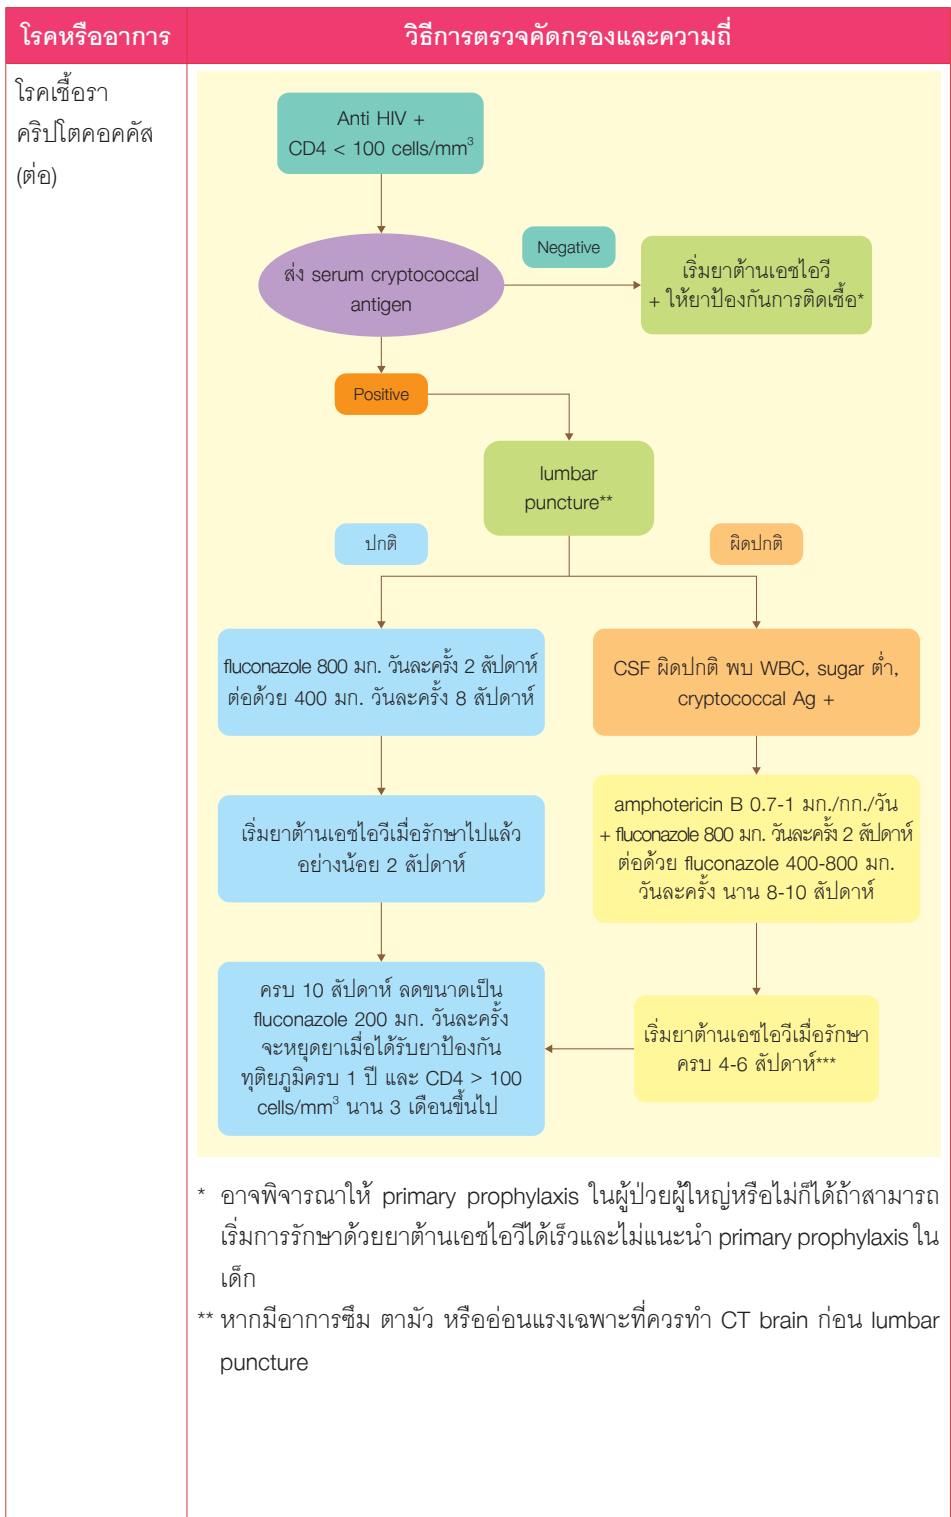 โรคหรืออาการ
วิธีการตรวจคัดกรองและความถี่
โรคเชื้อรา
คริปโตคอคคัส
(ต่อ)
Anti HIV +
CD4 < 100 cells/mm³
ส่ง serum cryptococcal
antigen
Negative
เริ่มยาต้านเอชไอวี
+ ให้ยาป้องกันการติดเชื้อ*
Positive
lumbar
puncture**
ปกติ
ผิดปกติ
fluconazole 800 มก. วันละครั้ง 2 สัปดาห์
ต่อด้วย 400 มก. วันละครั้ง 8 สัปดาห์
CSF ผิดปกติ พบ WBC, sugar ต่ำ,
cryptococcal Ag +
เริ่มยาต้านเอชไอวีเมื่อรักษาไปแล้ว
อย่างน้อย 2 สัปดาห์
amphotericin B 0.7-1 มก./กก./วัน
+ fluconazole 800 มก. วันละครั้ง 2 สัปดาห์
ต่อด้วย fluconazole 400-800 มก.
วันละครั้ง นาน 8-10 สัปดาห์
ครบ 10 สัปดาห์ ลดขนาดเป็น
fluconazole 200 มก. วันละครั้ง
จะหยุดยาเมื่อได้รับยาป้องกัน
ทุติยภูมิครบ 1 ปี และ CD4 > 100
cells/mm³ นาน 3 เดือนขึ้นไป
เริ่มยาต้านเอชไอวีเมื่อรักษา
ครบ 4-6 สัปดาห์***
* อาจพิจารณาให้ primary prophylaxis ในผู้ป่วยผู้ใหญ่หรือไม่ก็ได้ถ้าสามารถ
เริ่มการรักษาด้วยยาต้านเอชไอวีได้เร็วและไม่แนะนำ primary prophylaxis ใน
เด็ก
** หากมีอาการซึม ตามัว หรืออ่อนแรงเฉพาะที่ควรทำ CT brain ก่อน lumbar
puncture